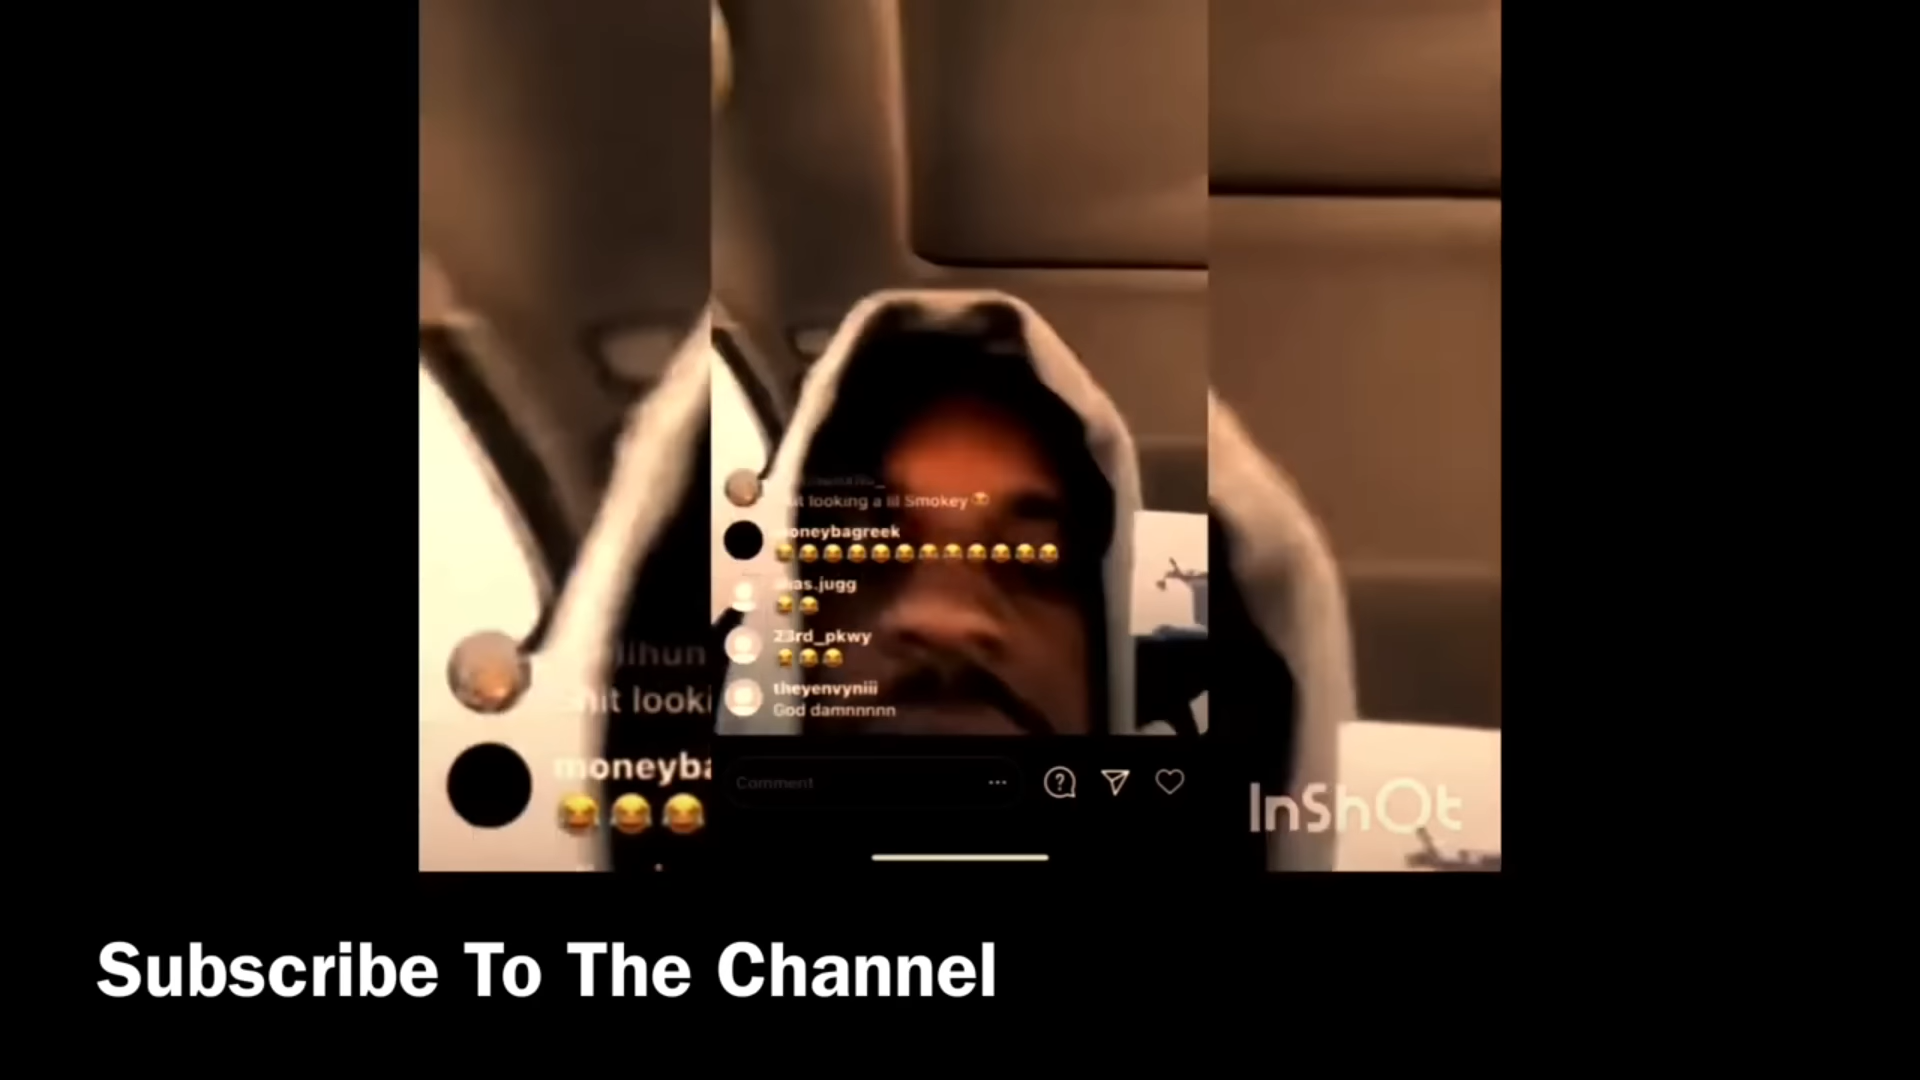 looking a lil Smokey 😂
oneybagreek
😂😂😂😂😂😂😂😂😂😂😂😂
as.jugg
😂😂
23rd_pkwy
😂😂😂
theyenvyniii
God damnnnnn
Comment
lihun
hit looki
moneyba
😂😂😂
InShOt
Subscribe To The Channel